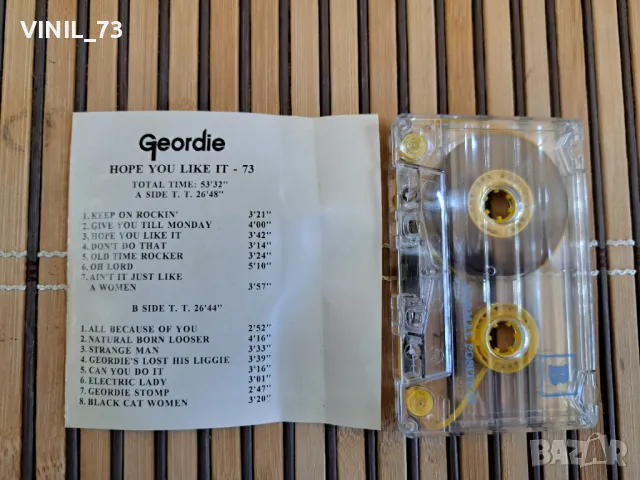 VINIL_73
Geordie
HOPE YOU LIKE IT - 73
TOTAL TIME: 53'32"
A SIDE T. T. 26'48"
1. KEEP ON ROCKIN' 3'21"
2. GIVE YOU TILL MONDAY 4'00"
3. HOPE YOU LIKE IT 3'42"
4. DON'T DO THAT 3'14"
5. OLD TIME ROCKER 3'24"
6. OH LORD 5'10"
7. AIN'T IT JUST LIKE
A WOMEN 3'57"
B SIDE T. T. 26'44"
1. ALL BECAUSE OF YOU 2'52"
2. NATURAL BORN LOOSER 4'16"
3. STRANGE MAN 3'33"
4. GEORDIE'S LOST HIS LIGGIE 3'39"
5. CAN YOU DO IT 3'16"
6. ELECTRIC LADY 3'01"
7. GEORDIE STOMP 2'47"
8. BLACK CAT WOMEN 3'20"
B
BAZAR